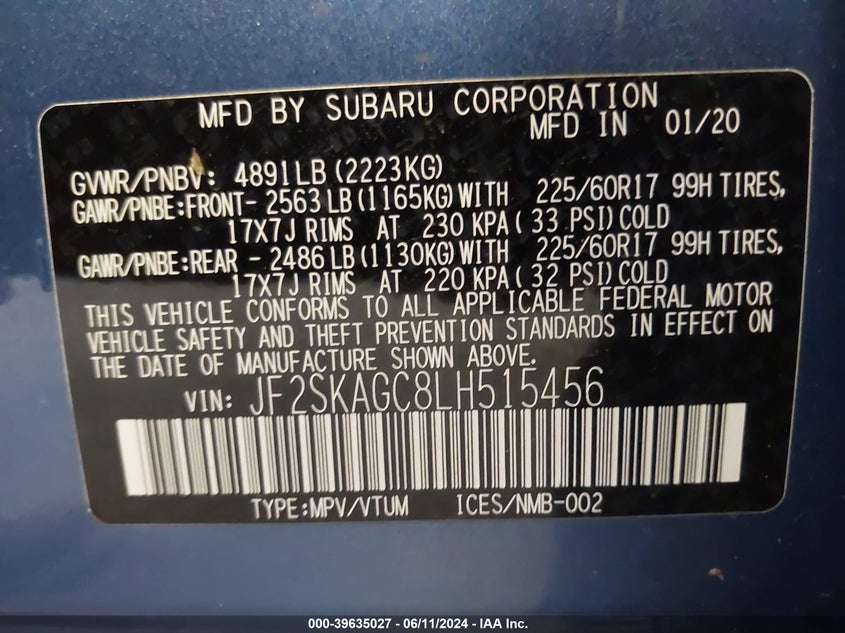 MFD BY SUBARU CORPORATION
MFD IN 01/20
GVWR/PNBV: 4891LB (2223KG)
GAWR/PNBE:FRONT- 2563 LB (1165KG) WITH 225/60R17 99H TIRES,
17X7J RIMS AT 230 KPA( 33 PSI) COLD
GAWR/PNBE:REAR - 2486 LB (1130KG) WITH 225/60R17 99H TIRES,
17X7J RIMS AT 220 KPA( 32 PSI) COLD
THIS VEHICLE CONFORMS TO ALL APPLICABLE FEDERAL MOTOR
VEHICLE SAFETY AND THEFT PREVENTION STANDARDS IN EFFECT ON
THE DATE OF MANUFACTURE SHOWN ABOVE.
VIN: JF2SKAGC8LH515456
TYPE:MPV/VTUM ICES/NMB-002
000-39635027 - 06/11/2024 - IAA Inc.